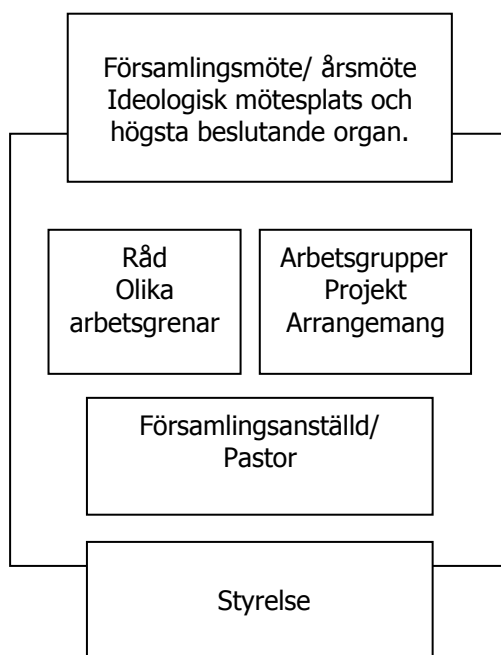 Församlingsmöte/ årsmöte
Ideologisk mötesplats och
högsta beslutande organ.
Råd
Olika
arbetsgrenar
Arbetsgrupper
Projekt
Arrangemang
Församlingsanställd/
Pastor
Styrelse